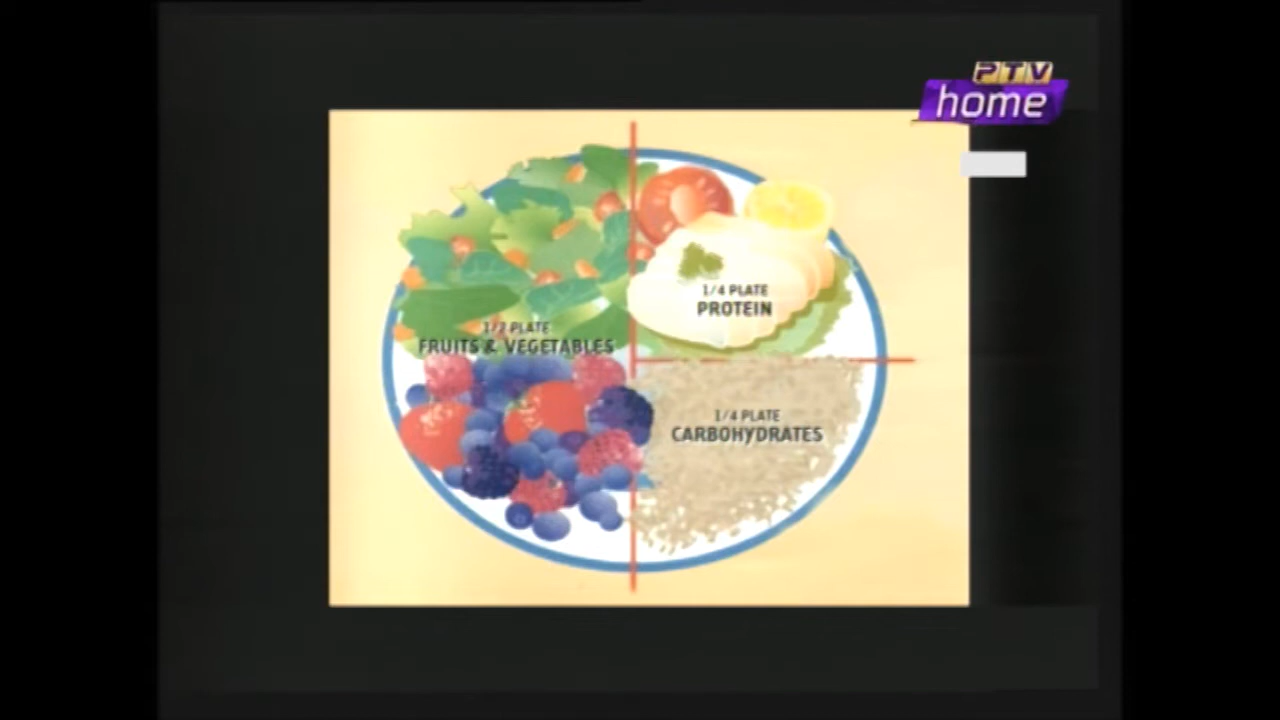 PTV
home
1/4 PLATE
PROTEIN
1/2 PLATE
FRUITS & VEGETABLES
1/4 PLATE
CARBOHYDRATES